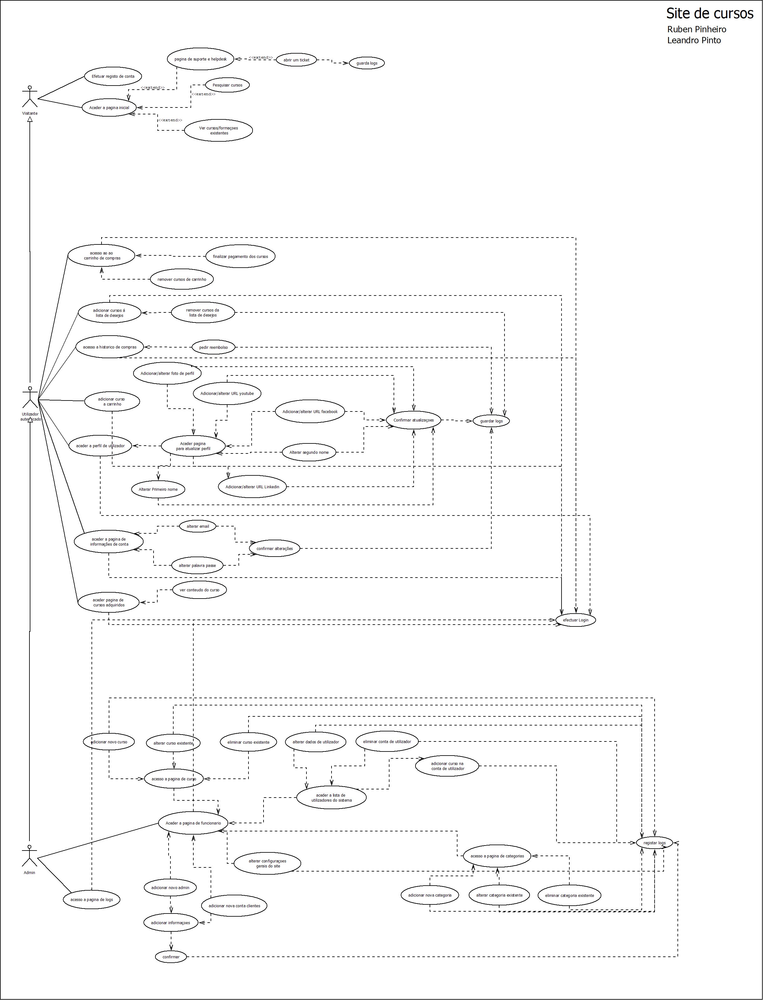 Site de cursos
Ruben Pinheiro
Leandro Pinto
pagina de suporte e helpdesk
<<extend>>
abrir um ticket
guarda logs
Efetuar registo de conta
<<extend>>
Pesquisar cursos
<<extend>>
Aceder a pagina inicial
Visitante
<<extend>>
Ver cursos/formaçoes
existentes
acesso ao ao
carrinho de compras
finalizar pagamento dos cursos
remover cursos de carrinho
adicionar cursos á
lista de desejos
remover cursos da
lista de desejos
acesso a historico de compras
pedir reembolso
Adicionar/alterar foto de perfil
Adicionar/alterar URL youtube
adicionar curso
a carrinho
Utilizador
autenticado
Adicionar/alterar URL facebook
Confirmar atualizaçoes
guardar logs
aceder a perfil de utilizador
Aceder pagina
para atualizar perfil
Alterar segundo nome
Alterar Primeiro nome
Adicionar/alterar URL Linkedin
alterar email
aceder a pagina de
informações de conta
confirmar alterações
alterar palavra passe
ver conteudo do curso
aceder pagina de
cursos adquiridos
efectuar Login
adicionar novo curso
alterar curso existente
eliminar curso existente
alterar dados de utilizador
eliminar conta de utilizador
adicionar curso na
conta de utilizador
acesso a pagina de curso
aceder a lista de
utilizadores do sistema
Aceder a pagina de funcionario
registar logs
acesso a pagina de categorias
alterar configuraçoes
gerais do site
Admin
adicionar novo admin
acesso a pagina de logs
adicionar nova conta clientes
adicionar nova categoria
alterar categoria existente
eliminar categoria existente
adicionar informaçoes
confirmar